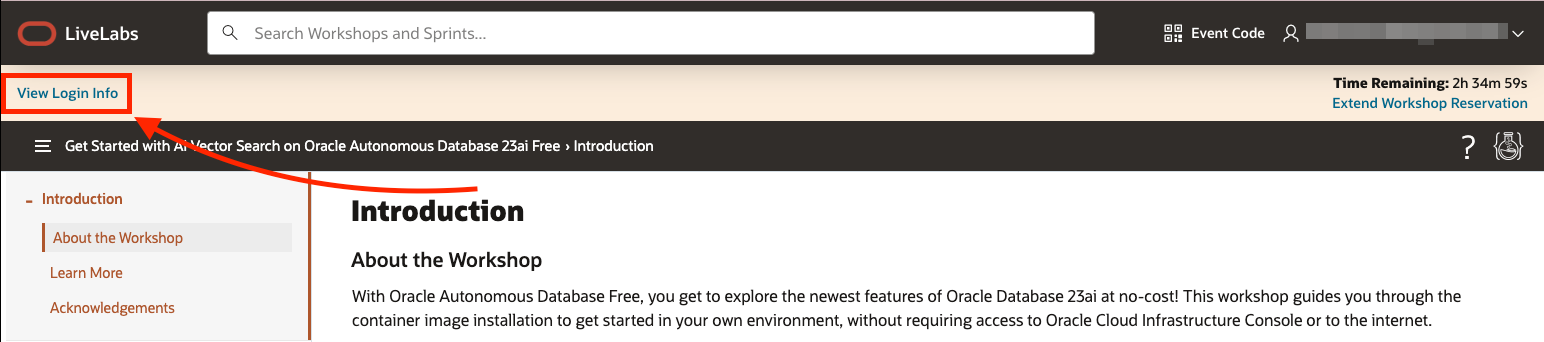 LiveLabs
Search Workshops and Sprints...
Event Code
View Login Info
Time Remaining: 2h 34m 59s
Extend Workshop Reservation
Get Started with AI Vector Search on Oracle Autonomous Database 23ai Free › Introduction
?
- Introduction
About the Workshop
Learn More
Acknowledgements
Introduction
About the Workshop
With Oracle Autonomous Database Free, you get to explore the newest features of Oracle Database 23ai at no-cost! This workshop guides you through the
container image installation to get started in your own environment, without requiring access to Oracle Cloud Infrastructure Console or to the internet.